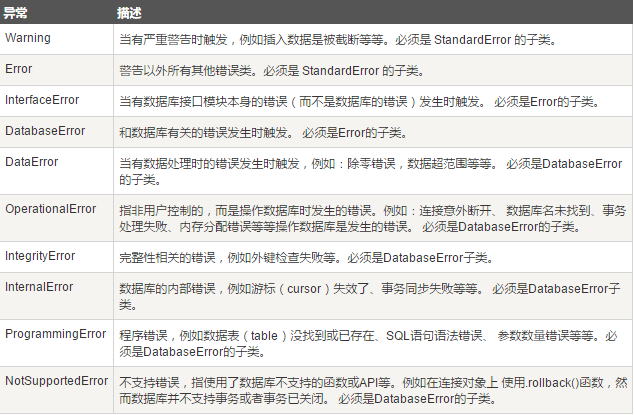 异常 描述
Warning 当有严重警告时触发，例如插入数据是被截断等等。必须是 StandardError 的子类。
Error 警告以外所有其他错误类。必须是 StandardError 的子类。
InterfaceError 当有数据库接口模块本身的错误（而不是数据库的错误）发生时触发。 必须是Error的子类。
DatabaseError 和数据库有关的错误发生时触发。 必须是Error的子类。
DataError 当有数据处理时的错误发生时触发，例如：除零错误，数据超范围等等。 必须是DatabaseError
的子类。
OperationalError 指非用户控制的，而是操作数据库时发生的错误。例如：连接意外断开、 数据库名未找到、事务
处理失败、内存分配错误等等操作数据库是发生的错误。 必须是DatabaseError的子类。
IntegrityError 完整性相关的错误，例如外键检查失败等。必须是DatabaseError子类。
InternalError 数据库的内部错误，例如游标（cursor）失效了、事务同步失败等等。 必须是DatabaseError子
类。
ProgrammingError 程序错误，例如数据表（table）没找到或已存在、SQL语句语法错误、 参数数量错误等等。必
须是DatabaseError的子类。
NotSupportedError 不支持错误，指使用了数据库不支持的函数或API等。例如在连接对象上 使用.rollback()函数，然
而数据库并不支持事务或者事务已关闭。 必须是DatabaseError的子类。